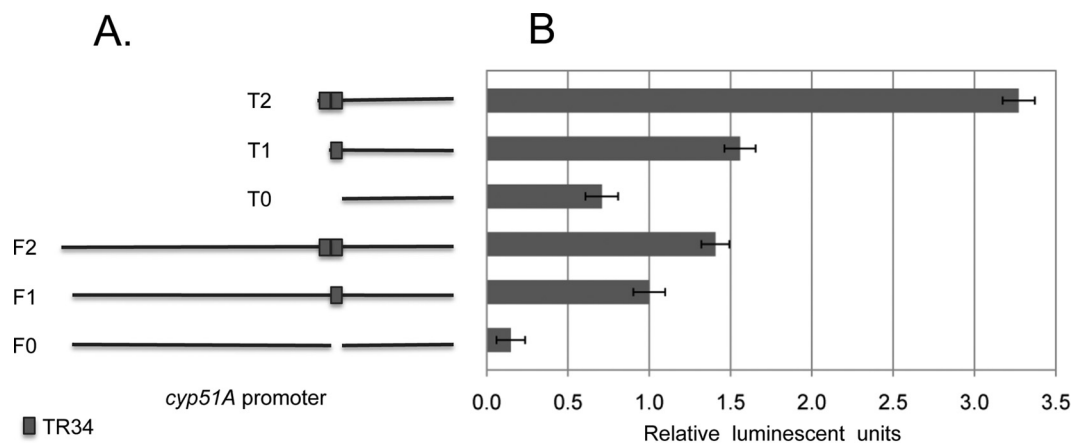 A.
B
T2
T1
T0
F2
F1
F0
cyp51A promoter
TR34
0.0 0.5 1.0 1.5 2.0 2.5 3.0 3.5
Relative luminescent units